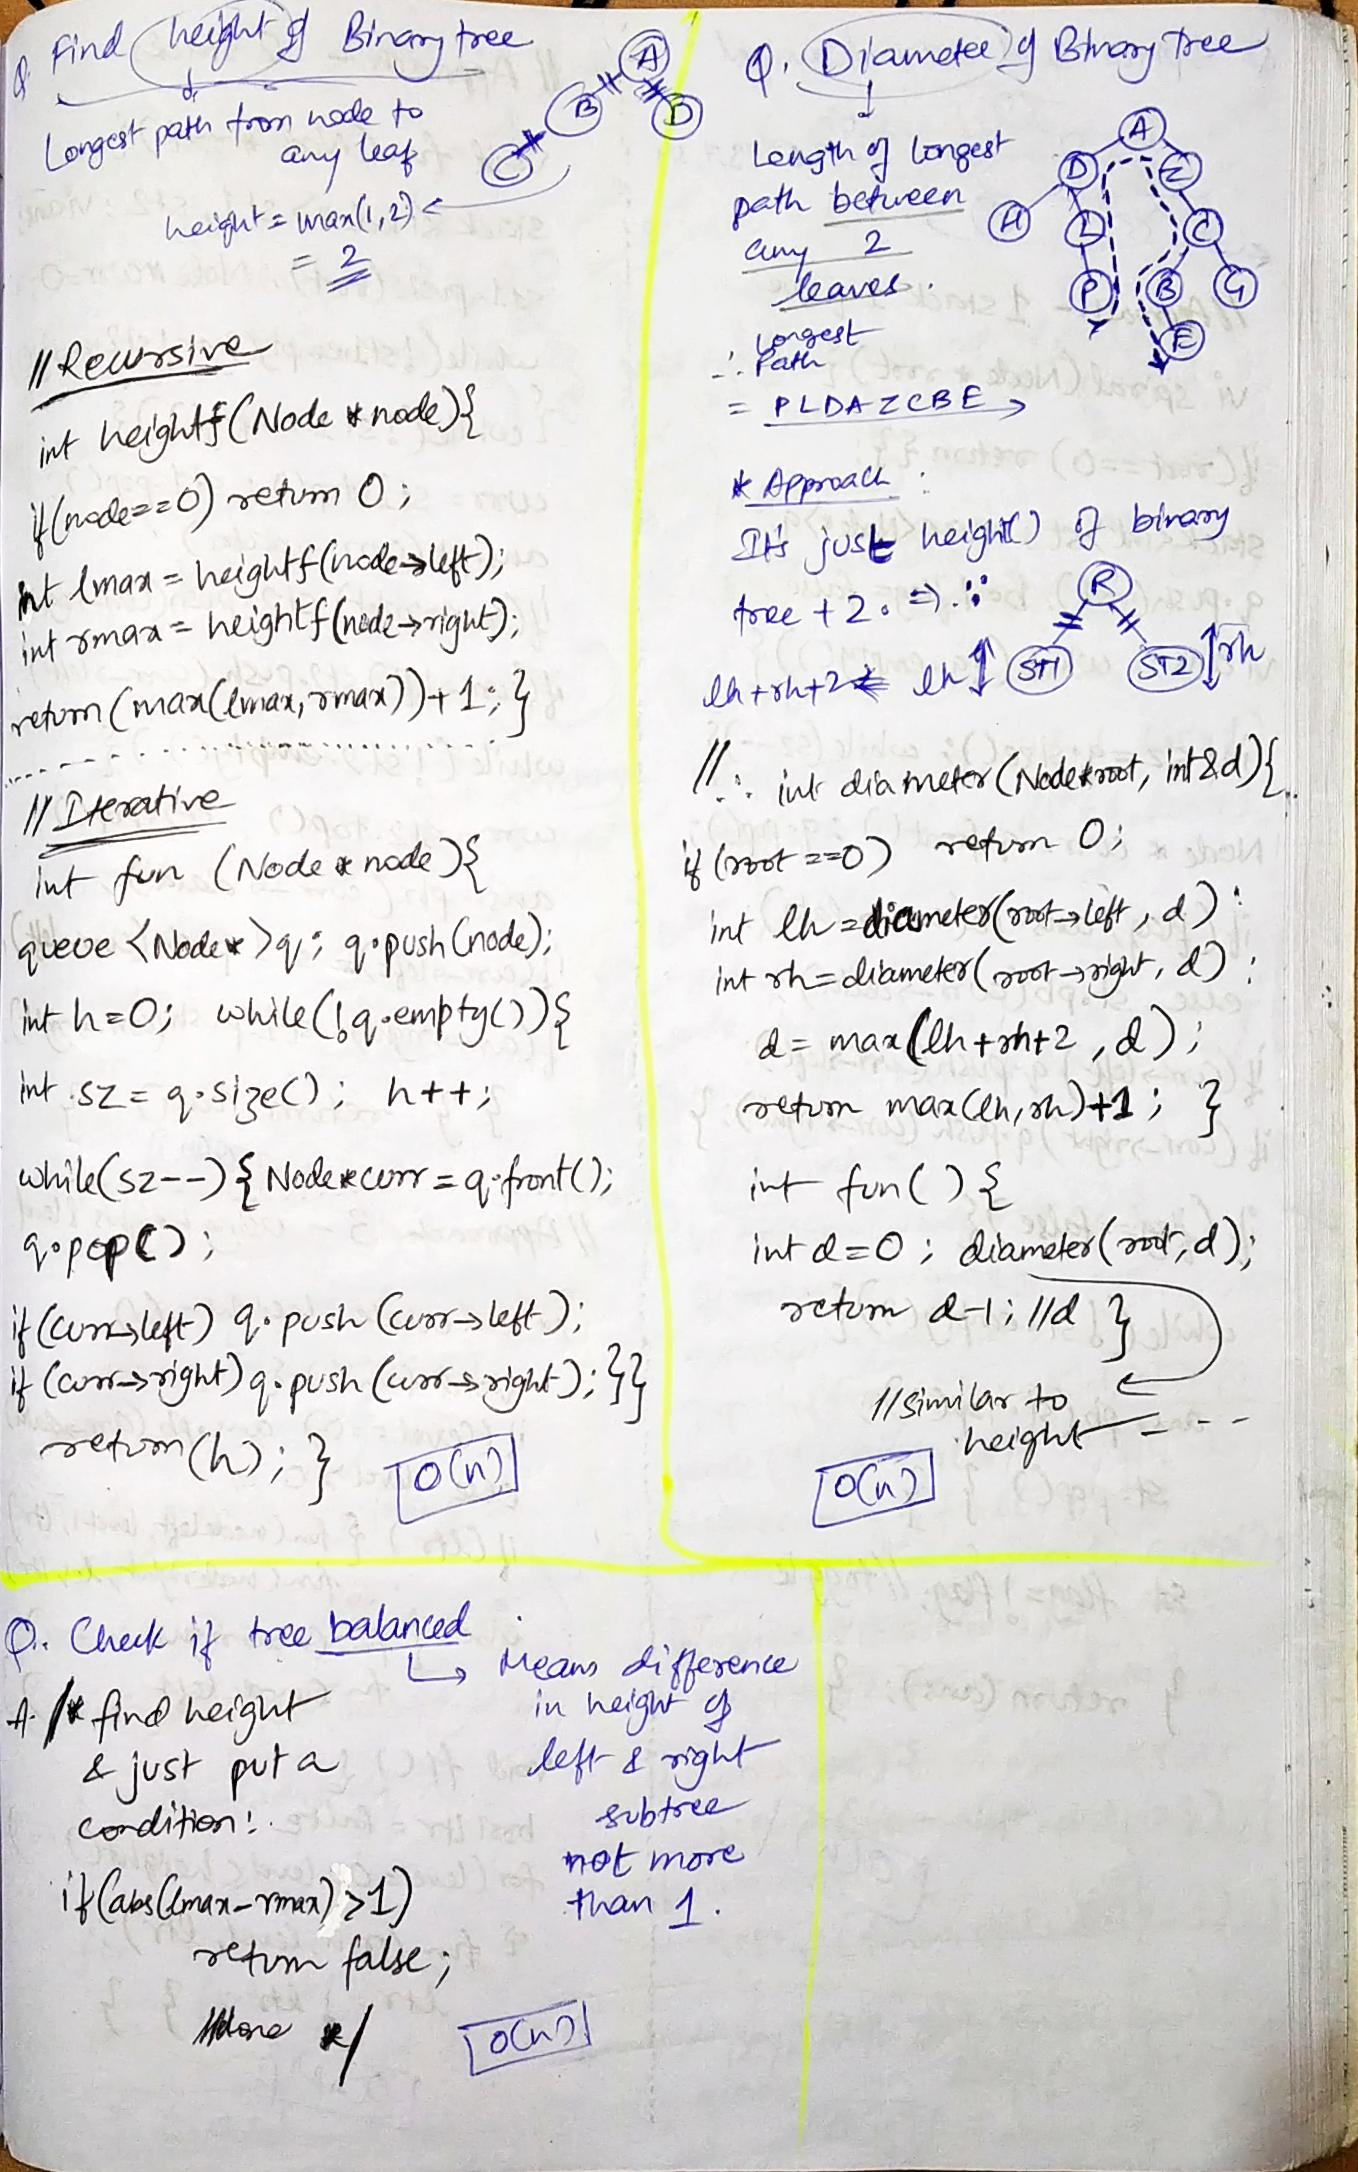 Q. Find height of Binary tree
Longest path from node to
any leaf
height = max(1,2)
= 2
A
B
D
C
// Recursive
int heightf(Node * node){
if(node==0) return 0;
int lmax = heightf(node->left);
int rmax = heightf(node->right);
return(max(lmax,rmax))+1; }
// Iterative
int fun (Node * node){
queue <Node*>q; q.push(node);
int h=0; while(!q.empty()){
int sz = q.size(); h++;
while(sz--){ Node*curr = q.front();
q.pop();
if(curr->left) q.push(curr->left);
if(curr->right) q.push(curr->right);}}
return(h); }
O(n)
Q. Diameter of Binary Tree
Length of longest
path between
any 2
leaves.
∴ Longest
Path
= PLDAZCBE
A
D Z
A L C
P B G
E
* Approach :
It's just height() of binary
tree + 2. => ∵
R
lh+rh+2 lh ST1 ST2 rh
// ∴ int diameter(Node*root, int&d){
if(root==0) return 0;
int lh=diameter(root->left, d);
int rh=diameter(root->right, d);
d= max(lh+rh+2, d);
return max(lh,rh)+1; }
int fun(){
int d=0; diameter(root,d);
return d-1; //d }
//similar to
height - - -
O(n)
Q. Check if tree balanced
Means difference
in height of
left & right
subtree
not more
than 1.
A. /* find height
& just put a
condition:.
if(abs(lmax-rmax)>1)
return false;
//done */
O(n)